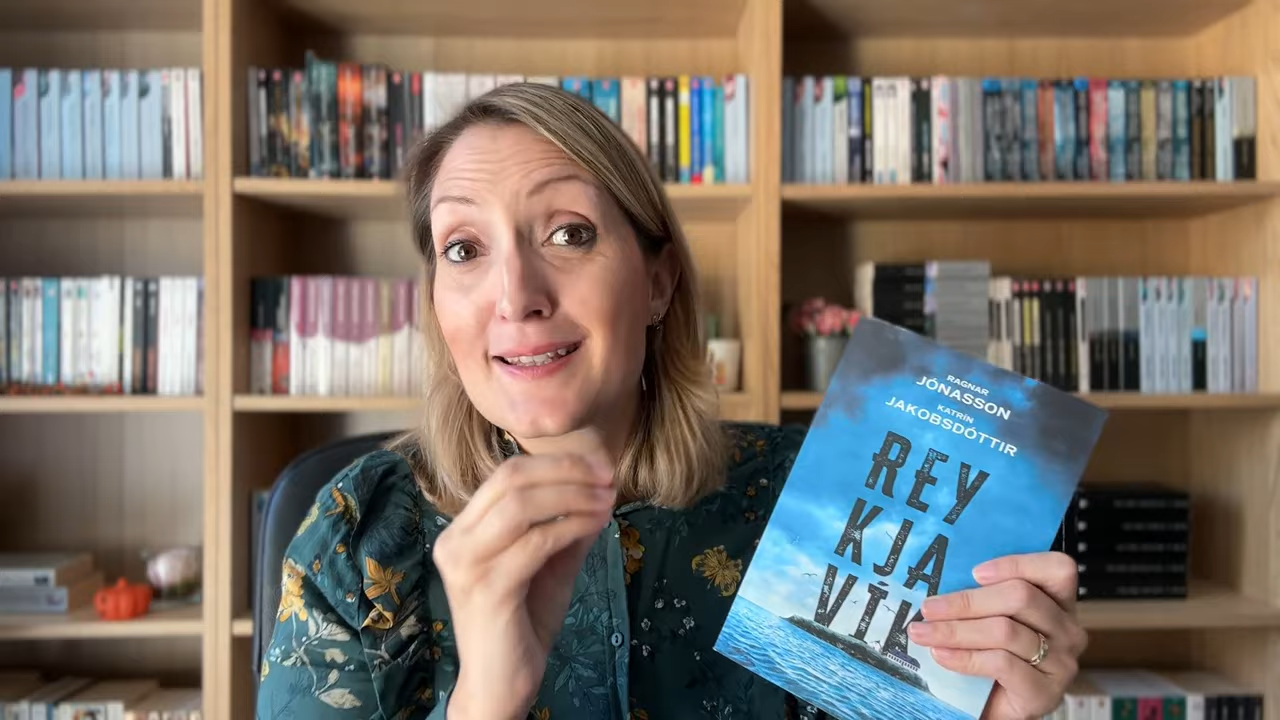 RAGNAR
JÓNASSON
KATRÍN
JAKOBSDÓTTIR
REY
KJA
VÍK